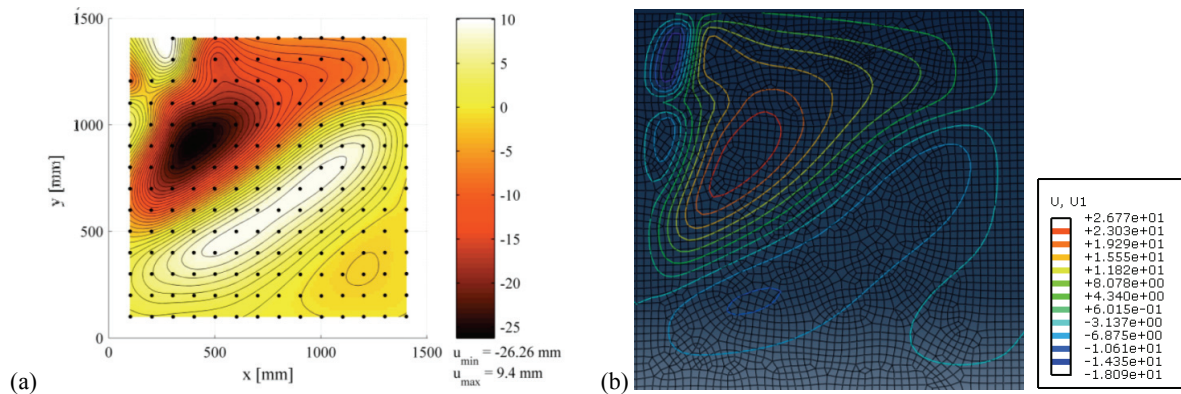 1500
1000
500
0
y [mm]
0
500
1000
1500
x [mm]
10
5
0
-5
-10
-15
-20
-25
u_min = -26.26 mm
u_max = 9.4 mm
(a)
(b)
U, U1
+2.677e+01
+2.303e+01
+1.929e+01
+1.555e+01
+1.182e+01
+8.078e+00
+4.340e+00
+6.015e-01
-3.137e+00
-6.875e+00
-1.061e+01
-1.435e+01
-1.809e+01